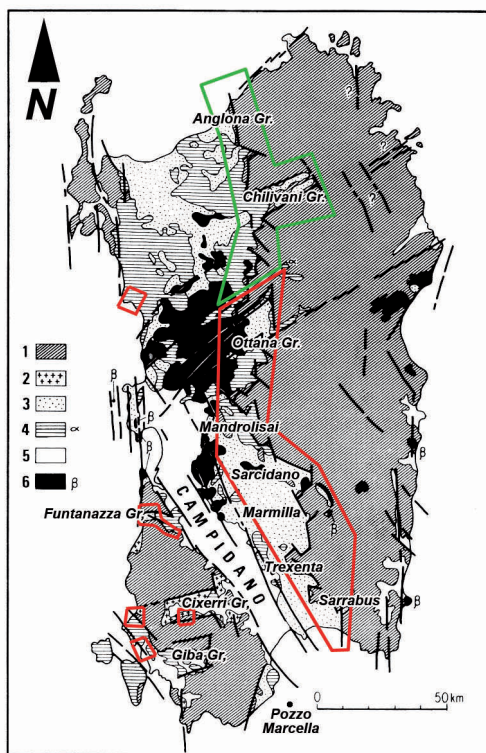 N
Anglona Gr.
Chilivani Gr.
?
?
?
α
Ottana Gr.
1
2
3
4 α
5
6 β
β
β
Mandrolisai
Sarcidano
Marmilla
β
β
Funtanazza Gr.
CAMPIDANO
Trexenta
Cixerri Gr.
Sarrabus
β
Giba Gr,
0 50 km
Pozzo
Marcella